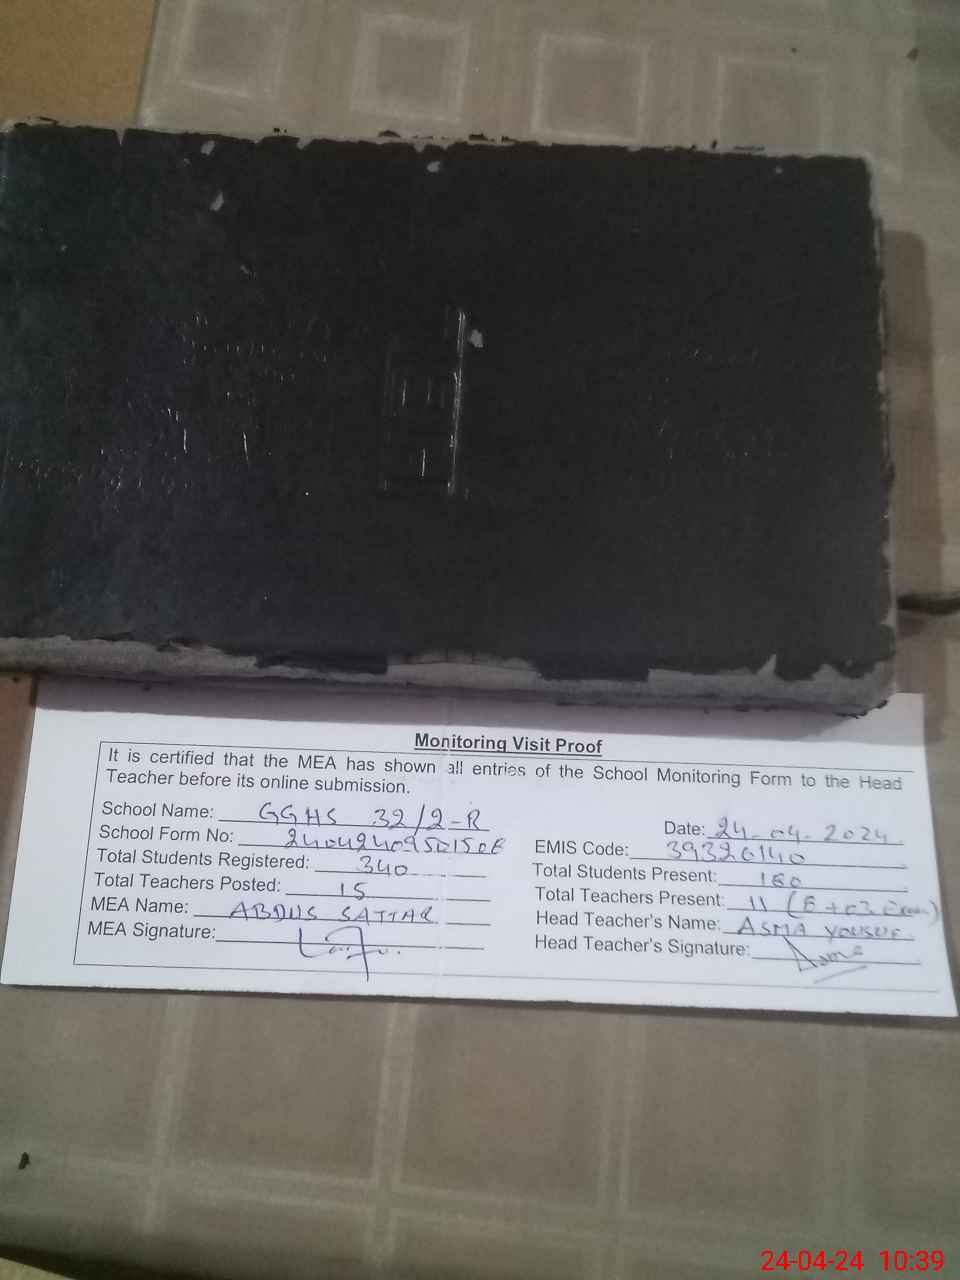 Monitoring Visit Proof
It is certified that the MEA has shown all entries of the School Monitoring Form to the Head
Teacher before its online submission.
School Name: GGHS 32/2-R
Date: 24-04-2024
School Form No:
EMIS Code: 39320140
Total Students Registered: 340
Total Students Present: 180
Total Teachers Posted: 15
Total Teachers Present: 11 (8+03 Exam)
MEA Name: ABDUS SATTAR
Head Teacher's Name: ASMA YOUSUF
MEA Signature:
Head Teacher's Signature: Asma
24-04-24 10:39